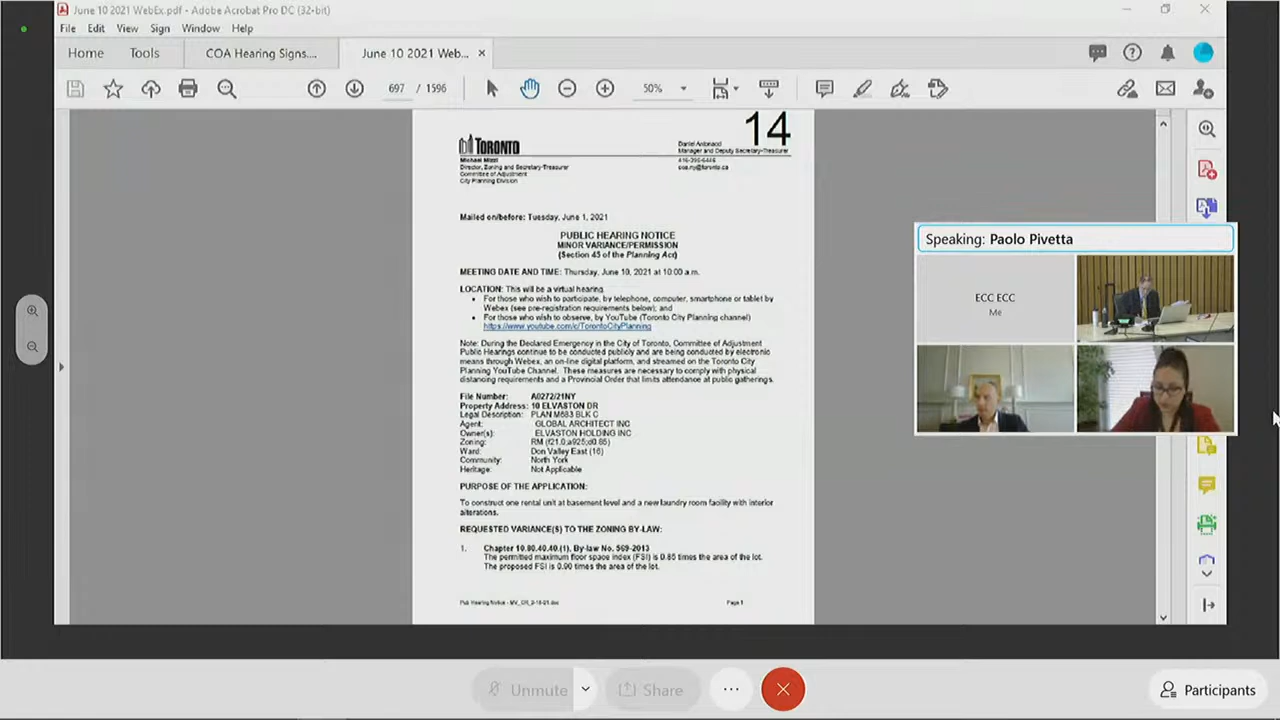 June 10 2021 WebEx.pdf - Adobe Acrobat Pro DC (32-bit)
File Edit View Sign Window Help
Home Tools COA Hearing Signs.... June 10 2021 Web...
697 / 1596 50%
14
TORONTO
Daniel Antonacci
Manager and Deputy Secretary-Treasurer
Michael Mizzi
Director, Zoning and Secretary-Treasurer
Committee of Adjustment
City Planning Division
416-395-6446
coa.ny@toronto.ca
Mailed on/before: Tuesday, June 1, 2021
PUBLIC HEARING NOTICE
MINOR VARIANCE/PERMISSION
(Section 45 of the Planning Act)
MEETING DATE AND TIME: Thursday, June 10, 2021 at 10:00 a.m.
LOCATION: This will be a virtual hearing.
• For those who wish to participate, by telephone, computer, smartphone or tablet by
Webex (see pre-registration requirements below); and
• For those who wish to observe, by YouTube (Toronto City Planning channel)
https://www.youtube.com/c/TorontoCityPlanning
Note: During the Declared Emergency in the City of Toronto, Committee of Adjustment
Public Hearings continue to be conducted publicly and are being conducted by electronic
means through Webex, an on-line digital platform, and streamed on the Toronto City
Planning YouTube Channel. These measures are necessary to comply with physical
distancing requirements and a Provincial Order that limits attendance at public gatherings.
File Number: A0272/21NY
Property Address: 10 ELVASTON DR
Legal Description: PLAN M683 BLK C
Agent: GLOBAL ARCHITECT INC
Owner(s): ELVASTON HOLDING INC
Zoning: RM (f21.0;a925;d0.85)
Ward: Don Valley East (16)
Community: North York
Heritage: Not Applicable
PURPOSE OF THE APPLICATION:
To construct one rental unit at basement level and a new laundry room facility with interior
alterations.
REQUESTED VARIANCE(S) TO THE ZONING BY-LAW:
1. Chapter 10.80.40.40.(1), By-law No. 569-2013
The permitted maximum floor space index (FSI) is 0.85 times the area of the lot.
The proposed FSI is 0.90 times the area of the lot.
Page 1
Speaking: Paolo Pivetta
ECC ECC
Me
Unmute Share Participants